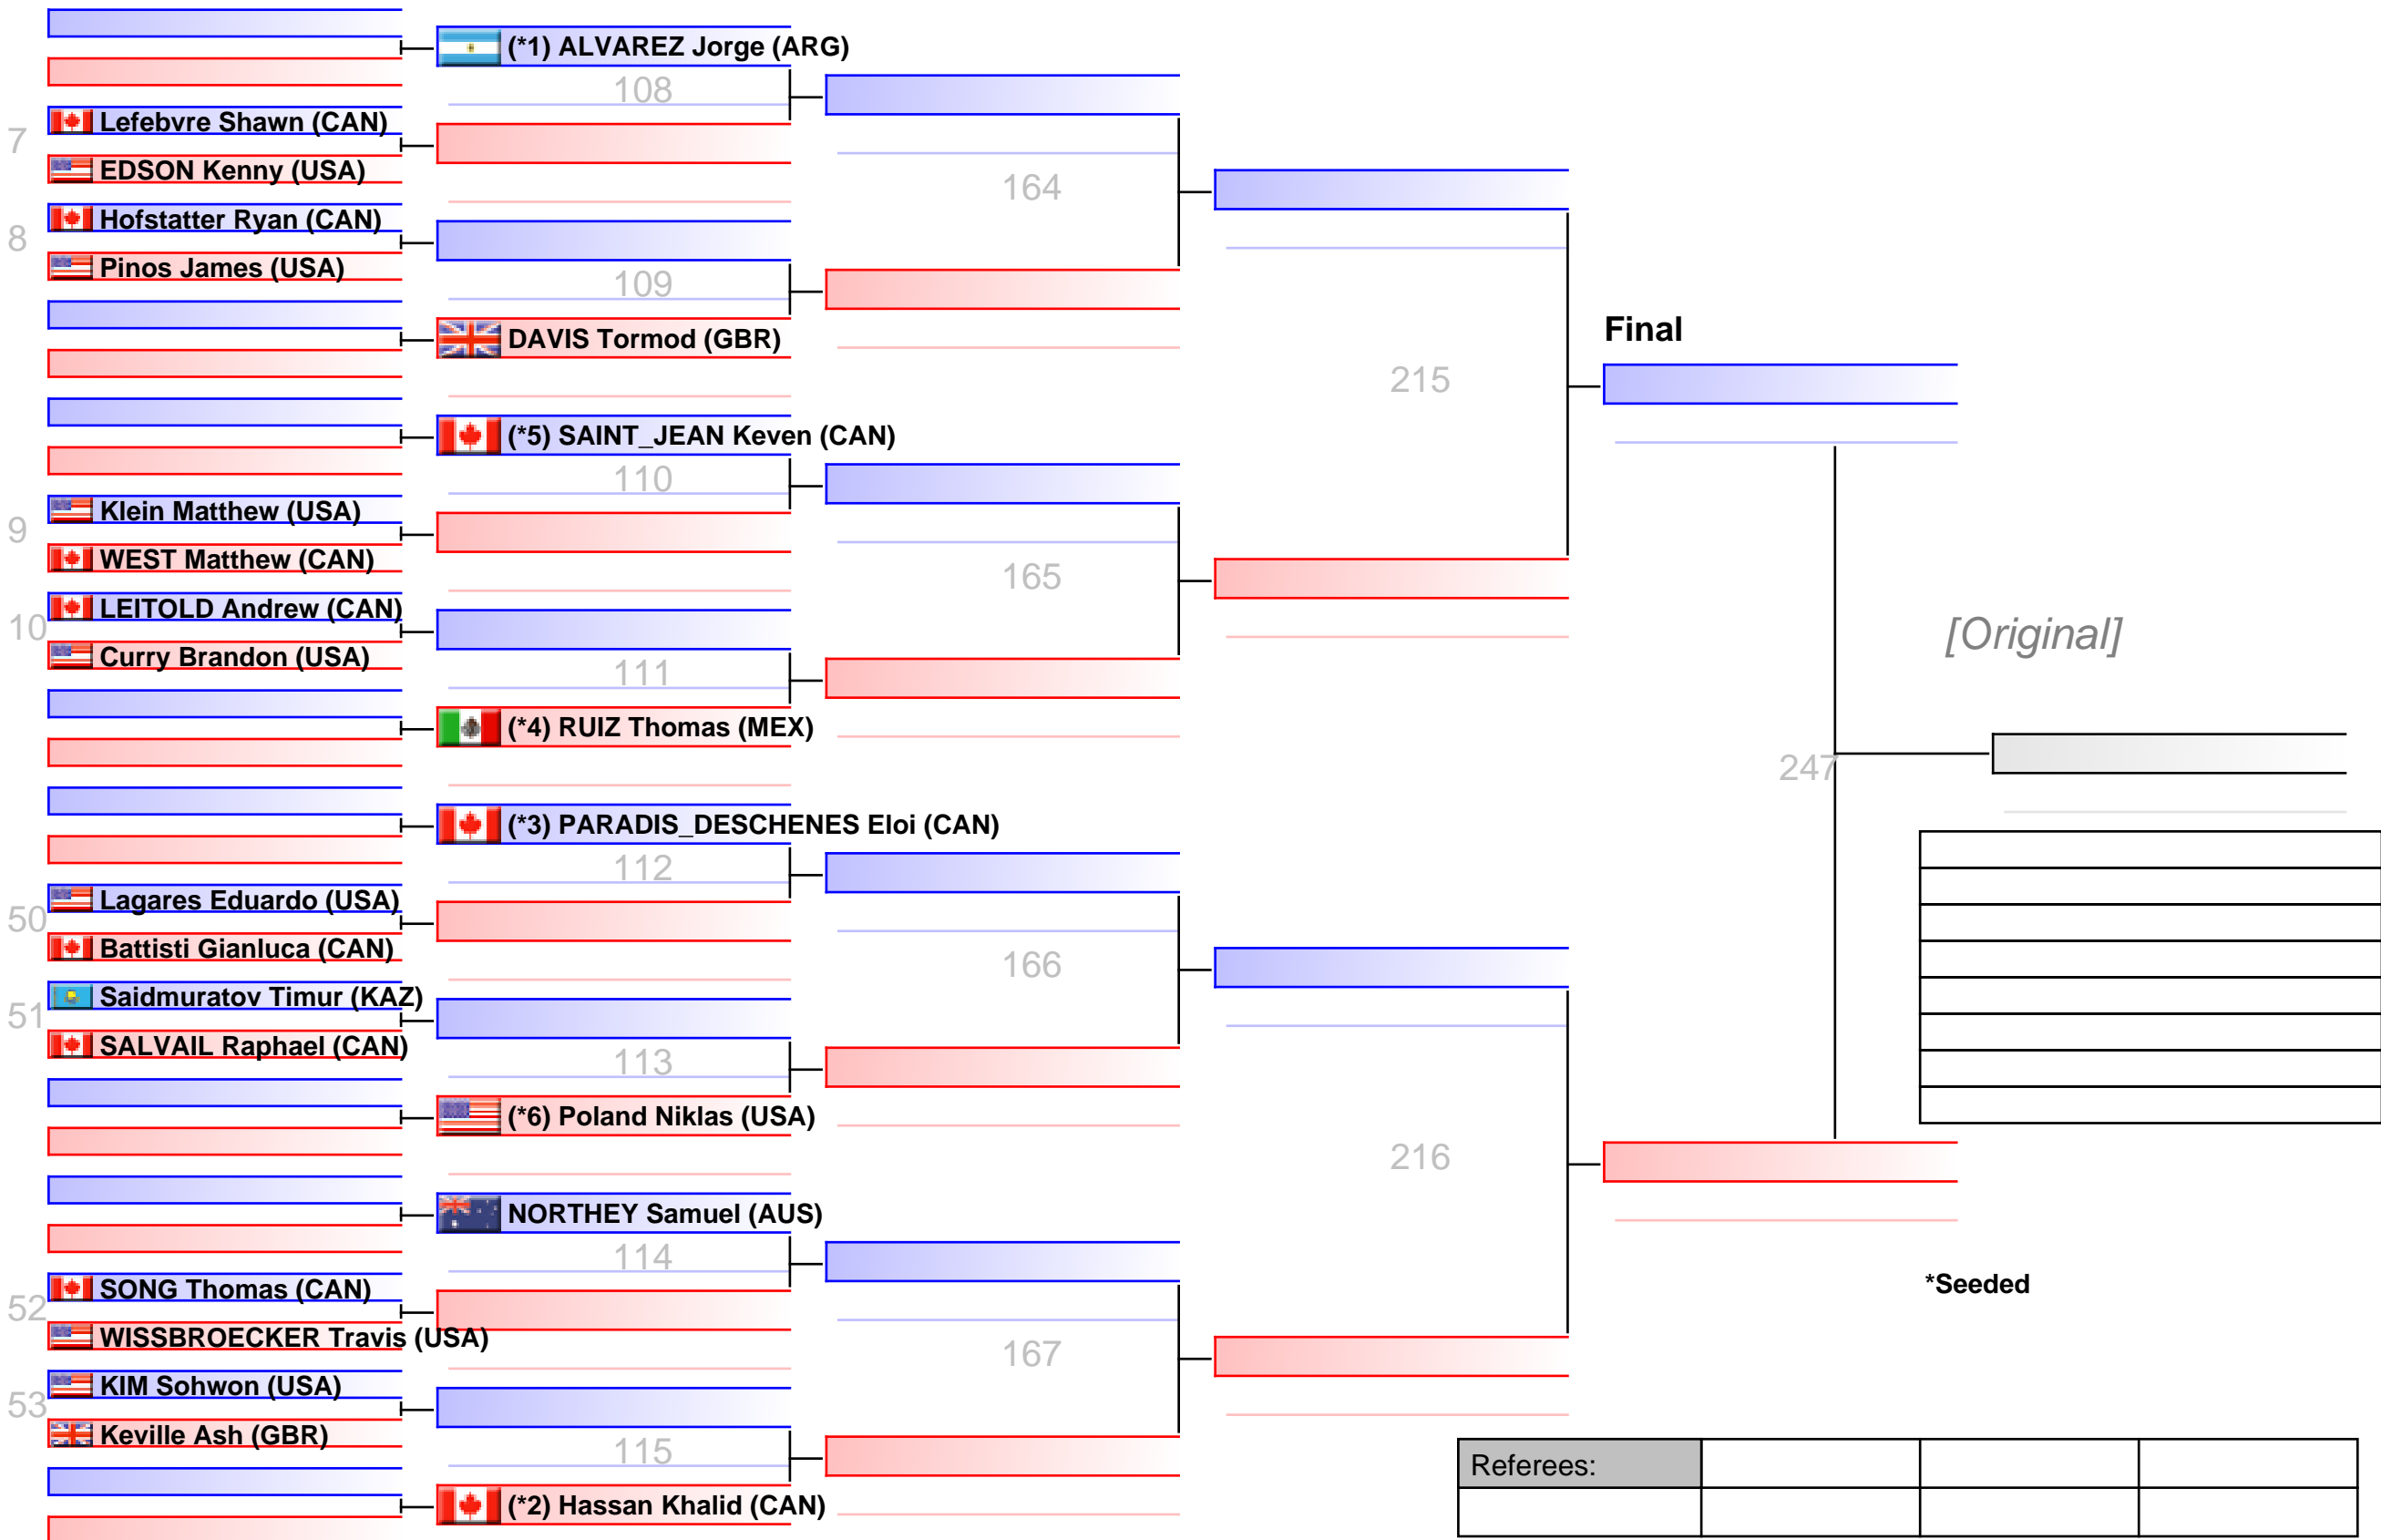 (*1) ALVAREZ Jorge (ARG)
108
7
Lefebvre Shawn (CAN)
EDSON Kenny (USA)
164
8
Hofstatter Ryan (CAN)
Pinos James (USA)
109
DAVIS Tormod (GBR)
Final
215
(*5) SAINT_JEAN Keven (CAN)
110
9
Klein Matthew (USA)
WEST Matthew (CAN)
165
10
LEITOLD Andrew (CAN)
Curry Brandon (USA)
[Original]
111
(*4) RUIZ Thomas (MEX)
247
(*3) PARADIS_DESCHENES Eloi (CAN)
112
50
Lagares Eduardo (USA)
Battisti Gianluca (CAN)
166
51
Saidmuratov Timur (KAZ)
SALVAIL Raphael (CAN)
113
(*6) Poland Niklas (USA)
216
NORTHEY Samuel (AUS)
114
52
SONG Thomas (CAN)
WISSBROECKER Travis (USA)
*Seeded
167
53
KIM Sohwon (USA)
Keville Ash (GBR)
115
Referees:
(*2) Hassan Khalid (CAN)